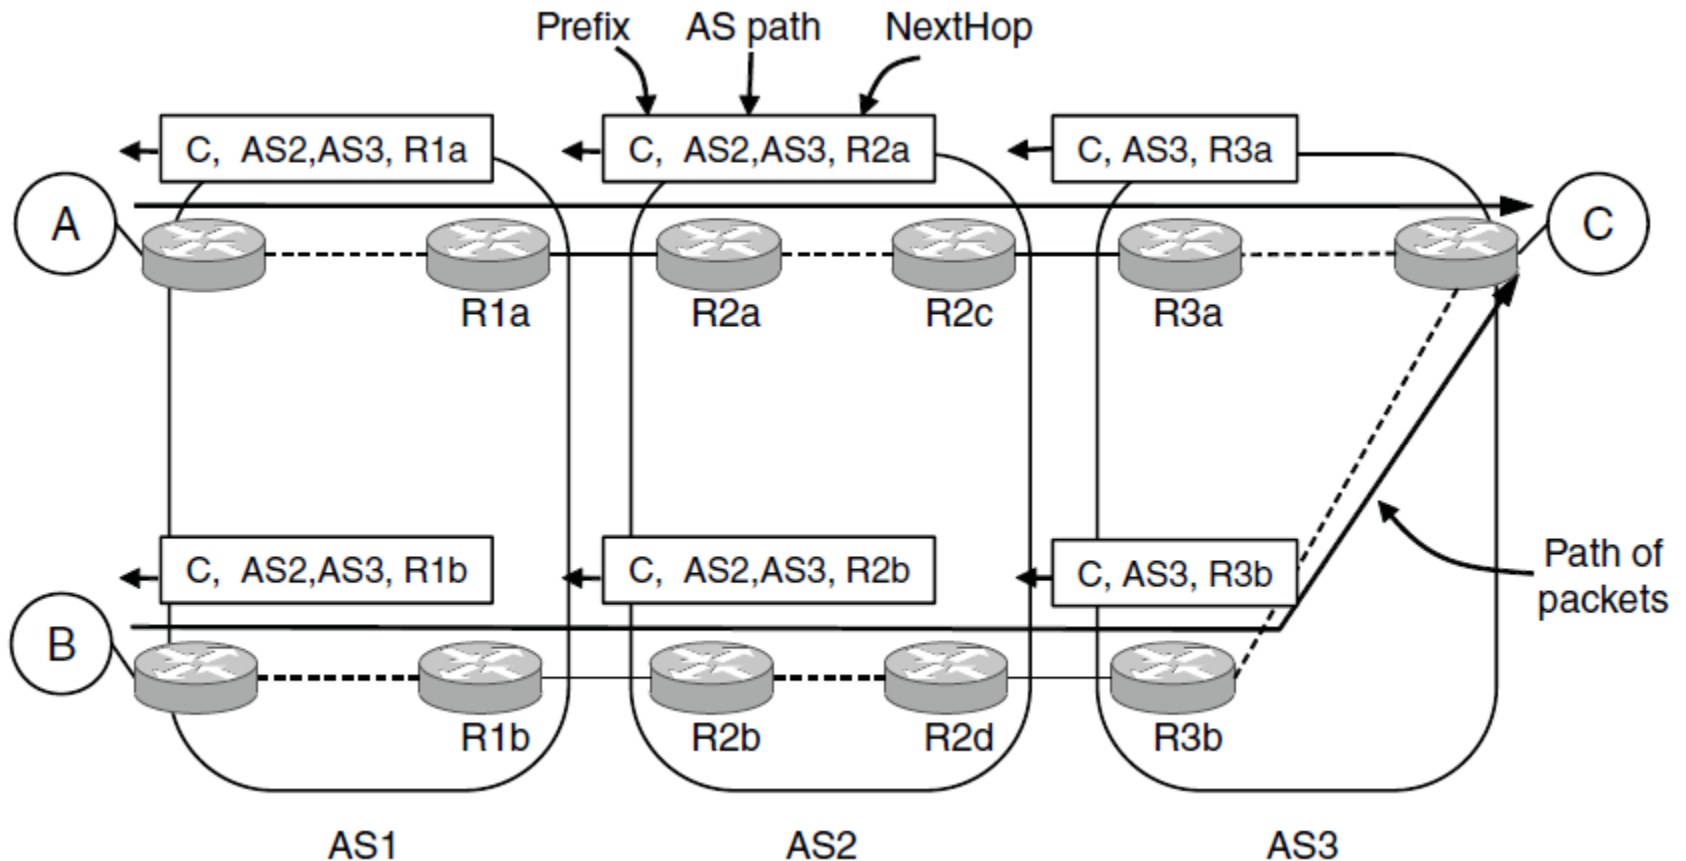 Prefix AS path NextHop
C, AS2,AS3, R1a
C, AS2,AS3, R2a
C, AS3, R3a
A
C
R1a
R2a
R2c
R3a
C, AS2,AS3, R1b
C, AS2,AS3, R2b
C, AS3, R3b
Path of
packets
B
R1b
R2b
R2d
R3b
AS1
AS2
AS3